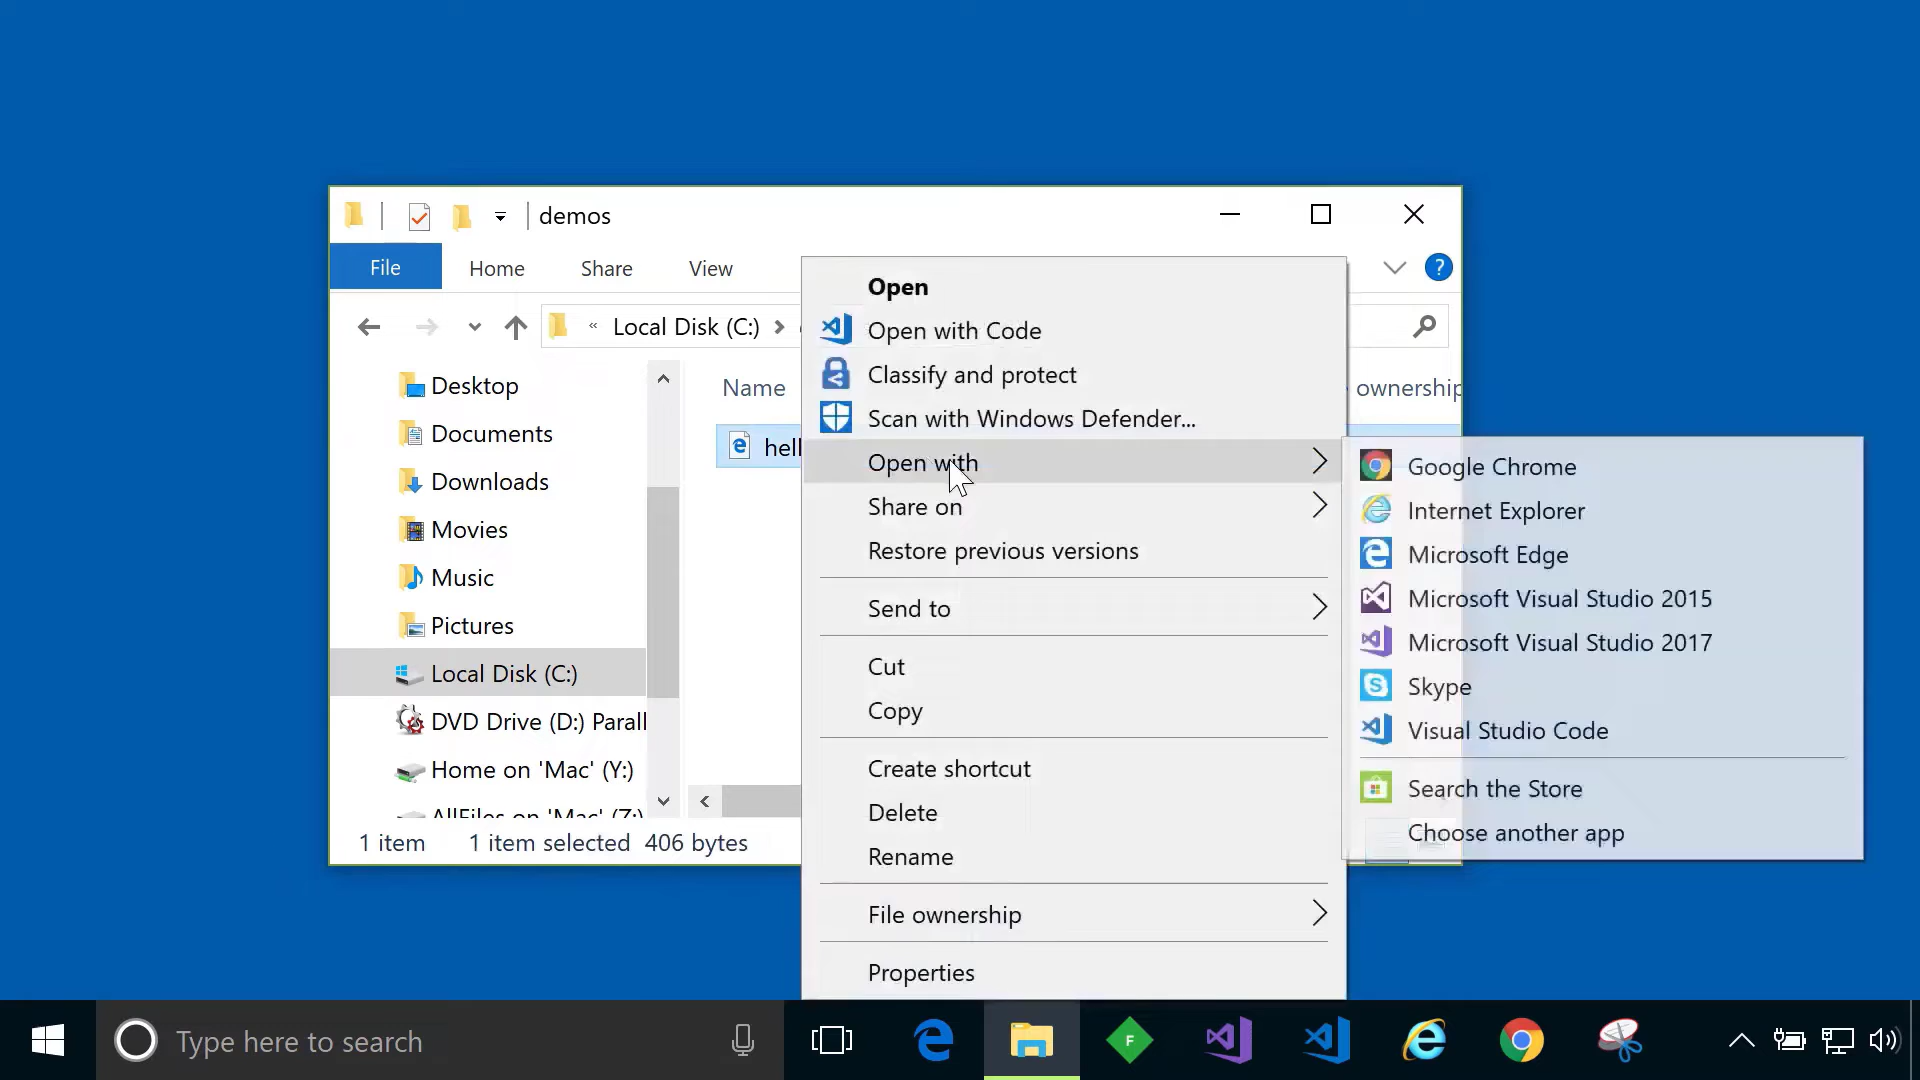 demos
File Home Share View
?
« Local Disk (C:) >
Name
ownership
hell
Desktop
Documents
Downloads
Movies
Music
Pictures
Local Disk (C:)
DVD Drive (D:) Parall
Home on 'Mac' (Y:)
AllFiles on 'Mac' (Z:)
1 item 1 item selected 406 bytes
Open
Open with Code
Classify and protect
Scan with Windows Defender...
Open with
Share on
Restore previous versions
Send to
Cut
Copy
Create shortcut
Delete
Rename
File ownership
Properties
Google Chrome
Internet Explorer
Microsoft Edge
Microsoft Visual Studio 2015
Microsoft Visual Studio 2017
Skype
Visual Studio Code
Search the Store
Choose another app
Type here to search
F